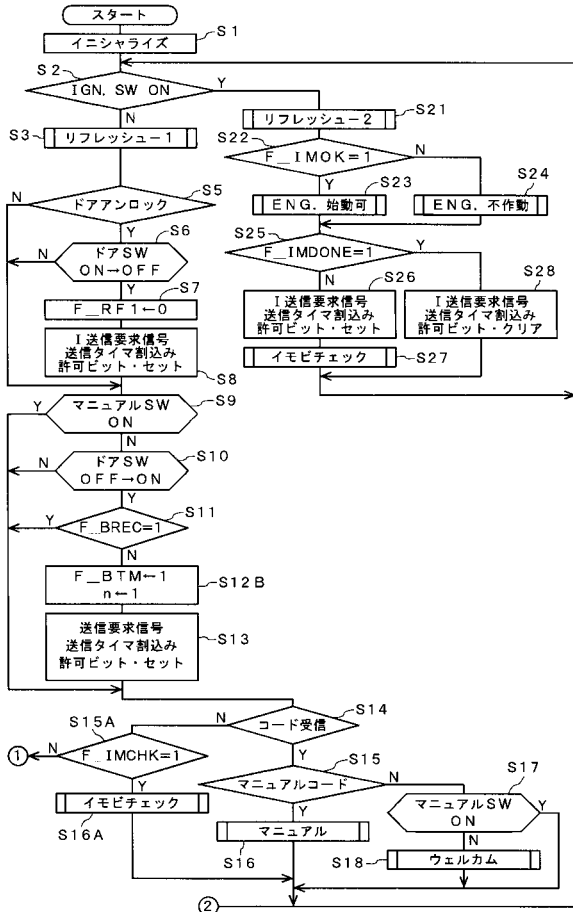 スタート
イニシャライズ
S1
S2
IGN. SW ON
Y
N
S3
リフレッシュー1
リフレッシュー2
S21
S22
F__IMOK=1
N
Y
S23
S24
ENG. 始動可
ENG. 不作動
N
ドアアンロック
S5
Y
S25
F__IMDONE=1
Y
N
S6
N
ドアSW
ON→OFF
Y
S7
F__RF1←0
S26
I送信要求信号
送信タイマ割込み
許可ビット・セット
S28
I送信要求信号
送信タイマ割込み
許可ビット・クリア
イモビチェック
S27
I送信要求信号
送信タイマ割込み
許可ビット・セット
S8
Y
マニュアルSW
ON
S9
N
N
ドアSW
OFF→ON
S10
Y
Y
F__BREC=1
S11
N
F__BTM←1
n←1
S12B
送信要求信号
送信タイマ割込み
許可ビット・セット
S13
N
コード受信
S14
Y
S15A
①
N
F__IMCHK=1
Y
S15
マニュアルコード
N
Y
S17
マニュアルSW
ON
Y
N
イモビチェック
S16A
マニュアル
S16
S18
ウェルカム
②